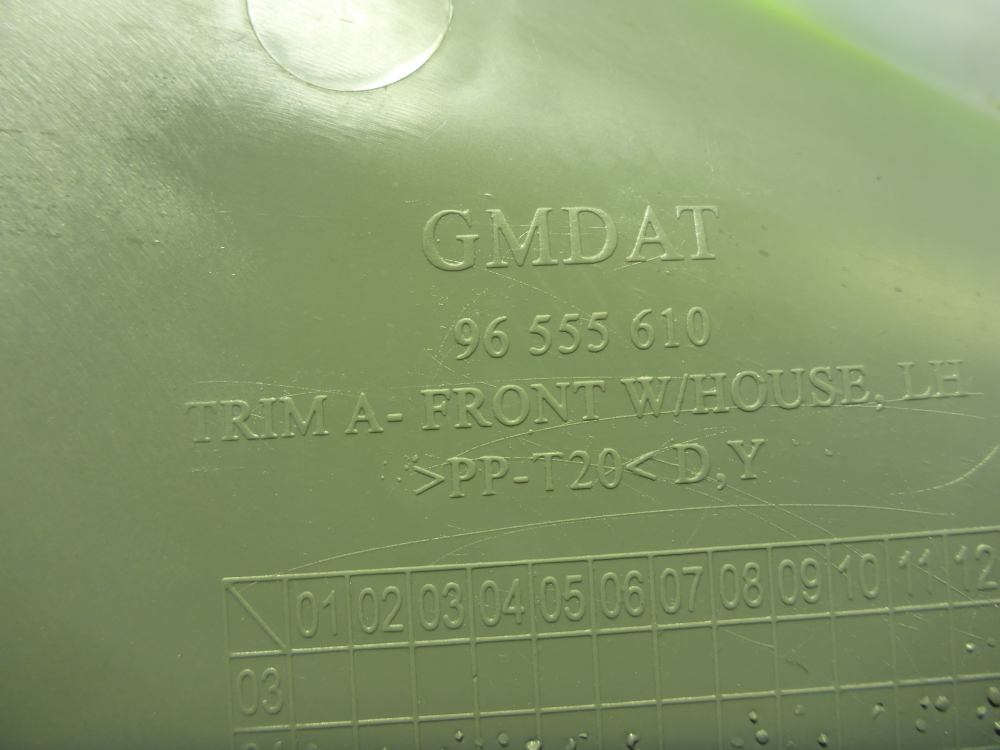 GMDAT
96 555 610
TRIM A- FRONT W/HOUSE, LH
>PP-T20< D,Y
01 02 03 04 05 06 07 08 09 10 11 12
03